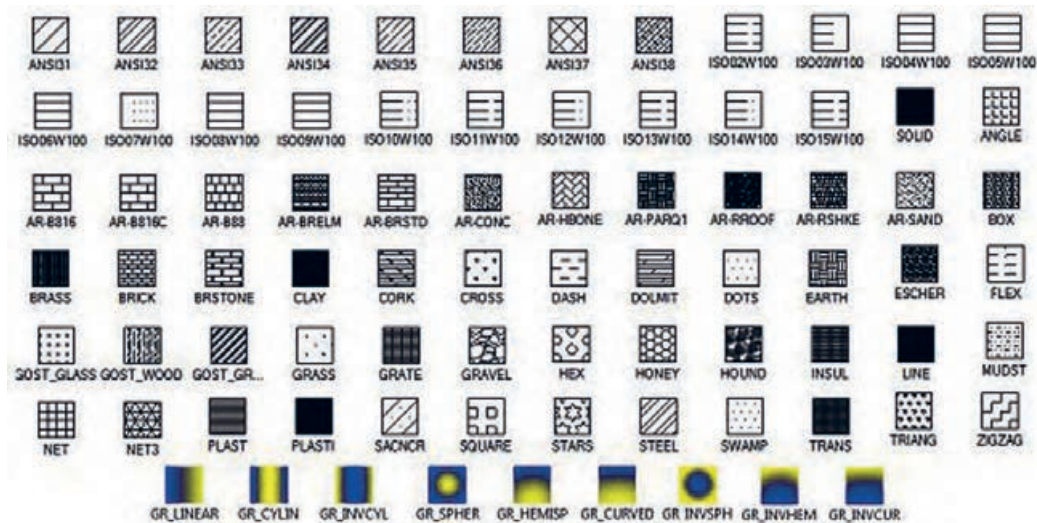 ANSI31 ANSI32 ANSI33 ANSI34 ANSI35 ANSI36 ANSI37 ANSI38 ISO02W100 ISO03W100 ISO04W100 ISO05W100
ISO06W100 ISO07W100 ISO08W100 ISO09W100 ISO10W100 ISO11W100 ISO12W100 ISO13W100 ISO14W100 ISO15W100 SOLID ANGLE
AR-B816 AR-B816C AR-B88 AR-BRELM AR-BRSTD AR-CONC AR-HBONE AR-PARQ1 AR-RROOF AR-RSHKE AR-SAND BOX
BRASS BRICK BRSTONE CLAY CORK CROSS DASH DOLMIT DOTS EARTH ESCHER FLEX
GOST_GLASS GOST_WOOD GOST_GR... GRASS GRATE GRAVEL HEX HONEY HOUND INSUL LINE MUDST
NET NET3 PLAST PLASTI SACNCR SQUARE STARS STEEL SWAMP TRANS TRIANG ZIGZAG
GR_LINEAR GR_CYLIN GR_INVCYL GR_SPHER GR_HEMISP GR_CURVED GR_INVSPH GR_INVHEM GR_INVCUR